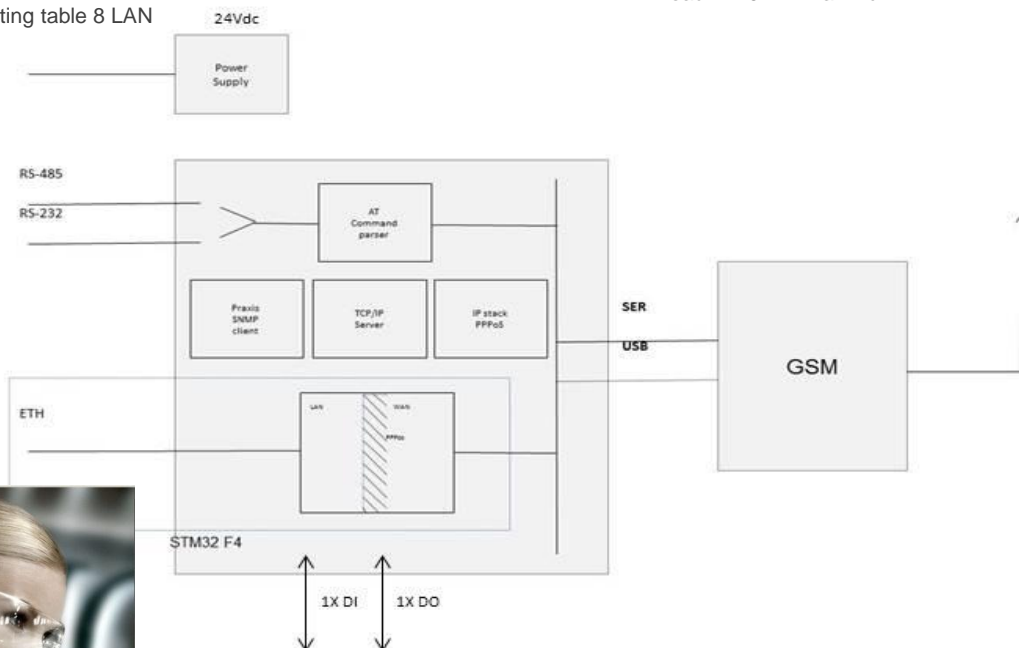 ting table 8 LAN
24Vdc
Power
Supply
RS-485
RS-232
AT
Command
parser
Praxis
SNMP
client
TCP/IP
Server
IP stack
PPPoS
SER
USB
GSM
ETH
LAN
WAN
PPPos
STM32 F4
1X DI
1X DO